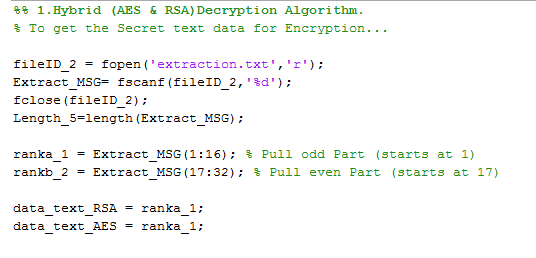 %% 1.Hybrid (AES & RSA)Decryption Algorithm.
% To get the Secret text data for Encryption...
fileID_2 = fopen('extraction.txt','r');
Extract_MSG= fscanf(fileID_2,'%d');
fclose(fileID_2);
Length_5=length(Extract_MSG);
ranka_1 = Extract_MSG(1:16); % Pull odd Part (starts at 1)
rankb_2 = Extract_MSG(17:32); % Pull even Part (starts at 17)
data_text_RSA = ranka_1;
data_text_AES = ranka_1;